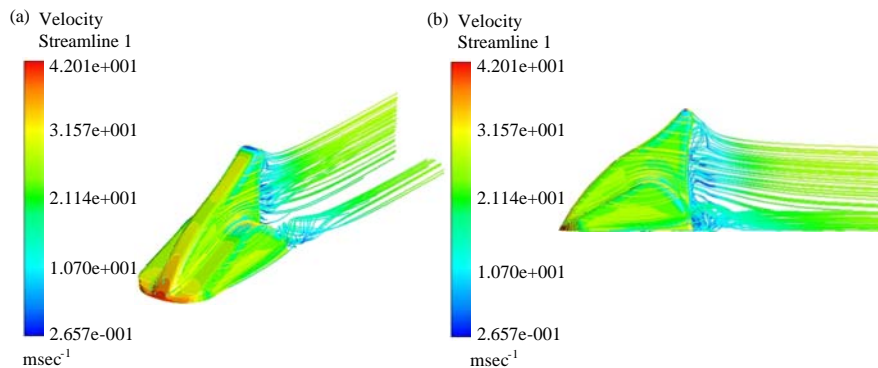 (a) Velocity
Streamline 1
4.201e+001
3.157e+001
2.114e+001
1.070e+001
2.657e-001
msec⁻¹
(b) Velocity
Streamline 1
4.201e+001
3.157e+001
2.114e+001
1.070e+001
2.657e-001
msec⁻¹